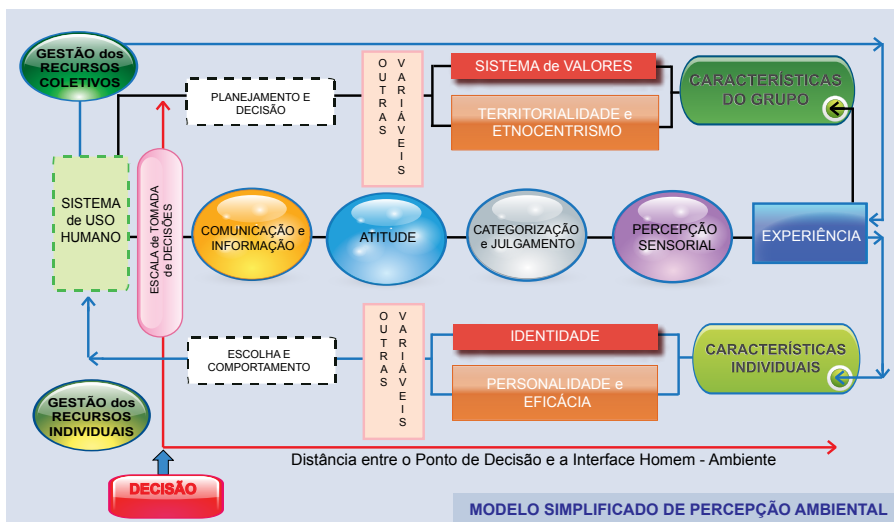 GESTÃO dos
RECURSOS
COLETIVOS
PLANEJAMENTO E
DECISÃO
OUTRAS
VARIÁVEIS
SISTEMA de VALORES
TERRITORIALIDADE e
ETNOCENTRISMO
CARACTERÍSTICAS
DO GRUPO
SISTEMA
de USO
HUMANO
ESCALA de TOMADA
de DECISÕES
COMUNICAÇÃO e
INFORMAÇÃO
ATITUDE
CATEGORIZAÇÃO
e JULGAMENTO
PERCEPÇÃO
SENSORIAL
EXPERIÊNCIA
ESCOLHA E
COMPORTAMENTO
OUTRAS
VARIÁVEIS
IDENTIDADE
PERSONALIDADE e
EFICÁCIA
CARACTERÍSTICAS
INDIVIDUAIS
GESTÃO dos
RECURSOS
INDIVIDUAIS
Distância entre o Ponto de Decisão e a Interface Homem - Ambiente
DECISÃO
MODELO SIMPLIFICADO DE PERCEPÇÃO AMBIENTAL